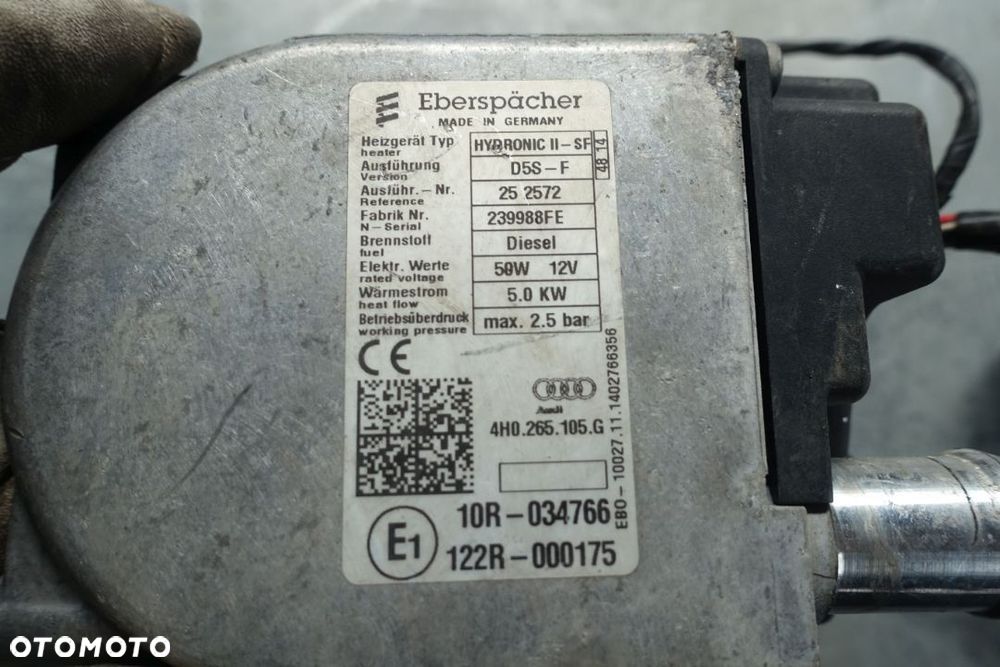 Eberspächer
MADE IN GERMANY
Heizgerät Typ HYDRONIC II-SF
heater
48 14
Ausführung D5S-F
Version
Ausführ.-Nr. 25 2572
Reference
Fabrik Nr. 239988FE
N-Serial
Brennstoff Diesel
fuel
Elektr. Werte 50W 12V
rated voltage
Wärmestrom 5.0 KW
heat flow
Betriebsüberdruck max. 2.5 bar
working pressure
CE
Audi
4H0.265.105.G
EBO-10027.11.1402766356
E1
10R-034766
122R-000175
OTOMOTO